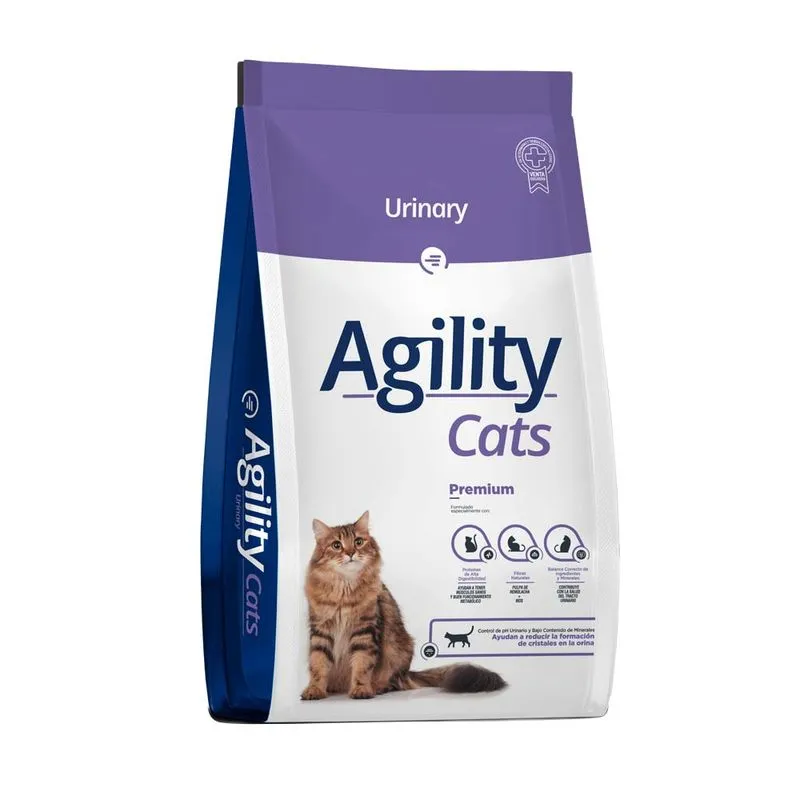 Urinary
VENTA
Agility
Cats
Premium
Formulado
especialmente con:
Proteínas
de Alta
Digestibilidad
AYUDAN A TENER
MÚSCULOS SANOS
Y BUEN FUNCIONAMIENTO
METABÓLICO
Fibras
Naturales
PULPA DE
REMOLACHA
+
MOS
Balance Correcto de
Ingredientes
y Minerales
CONTRIBUYE
CON LA SALUD
DEL TRACTO
URINARIO
Control de pH Urinario y Bajo Contenido de Minerales
Ayudan a reducir la formación
de cristales en la orina
Agility Cats
Urinary